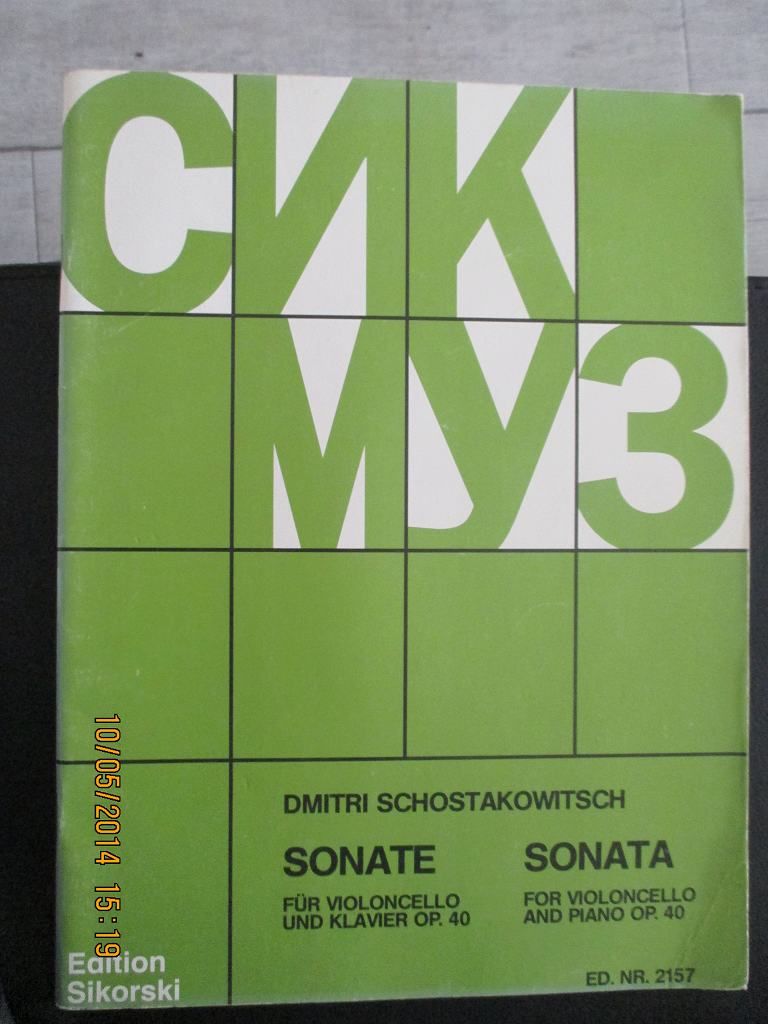 СИК
МУЗ
DMITRI SCHOSTAKOWITSCH
SONATE
FÜR VIOLONCELLO
UND KLAVIER OP. 40
SONATA
FOR VIOLONCELLO
AND PIANO OP. 40
Edition
Sikorski
ED. NR. 2157
10/05/2014 15:19